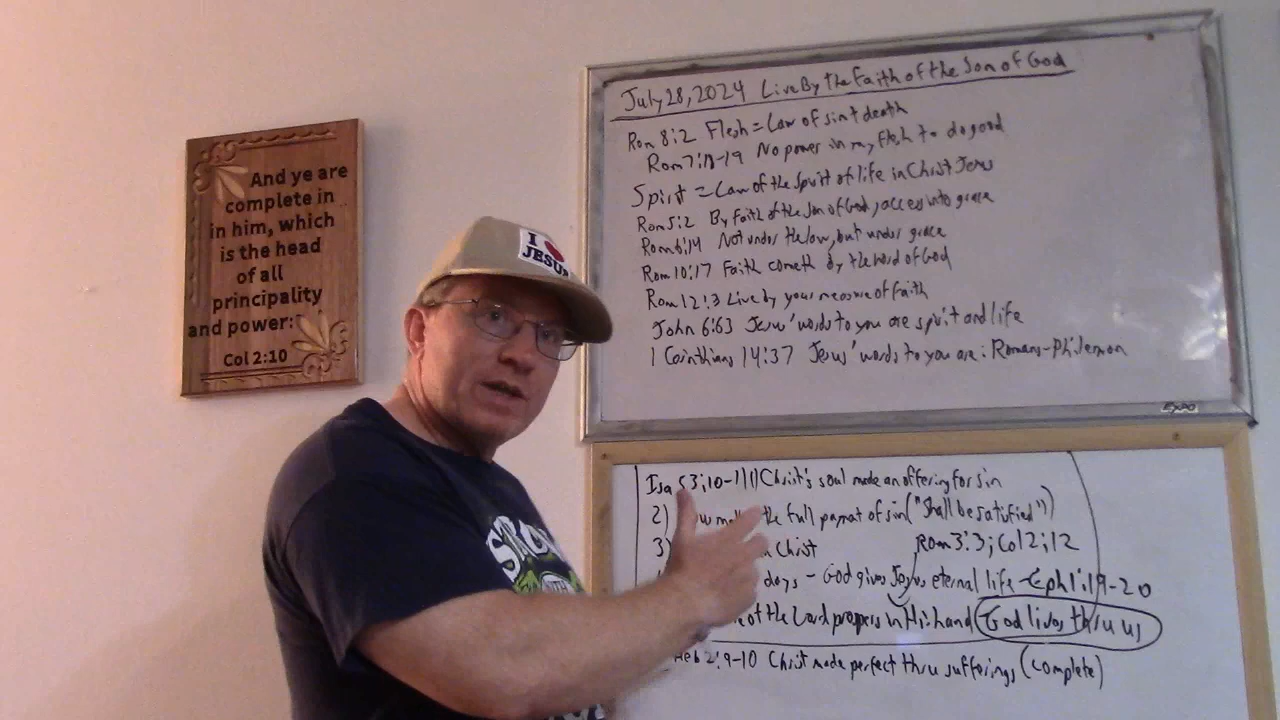 And ye are
complete in
in him, which
is the head
of all
principality
and power:
Col 2:10
I ♥
JESUS
July 28, 2024 Live By the Faith of the Son of God
Rom 8:2 Flesh = Law of sin + death
Rom 7:18-19 No power in my flesh to do good
Spirit = Law of the Spirit of life in Christ Jesus
Rom 5:2 By Faith of the Son of God, access into grace
Rom 6:14 Not under the law, but under grace
Rom 10:17 Faith cometh by the word of God
Rom 12:3 Live by your measure of faith
John 6:63 Jesus' words to you are spirit and life
1 Corinthians 14:37 Jesus' words to you are: Romans-Philemon
EXPO
Isa 53:10-11 1) Christ's soul made an offering for sin
2) the full paymat of sin ("Shall be satisfied")
3) Christ Rom 3:3; Col 2:12
days - God gives Jesus eternal life - Eph 1:19-20
of the Lord prospers in His hand God lives thru us
Heb 2:9-10 Christ made perfect thru sufferings (complete)